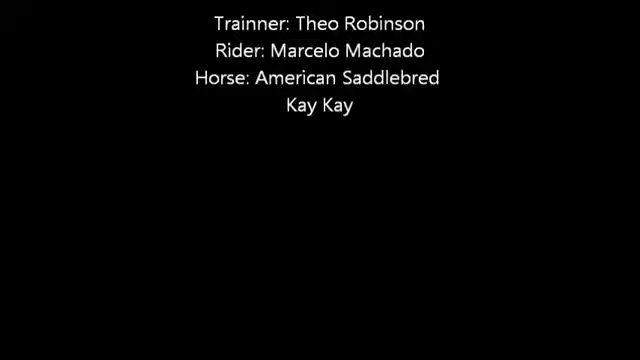 Trainner: Theo Robinson
Rider: Marcelo Machado
Horse: American Saddlebred
Kay Kay